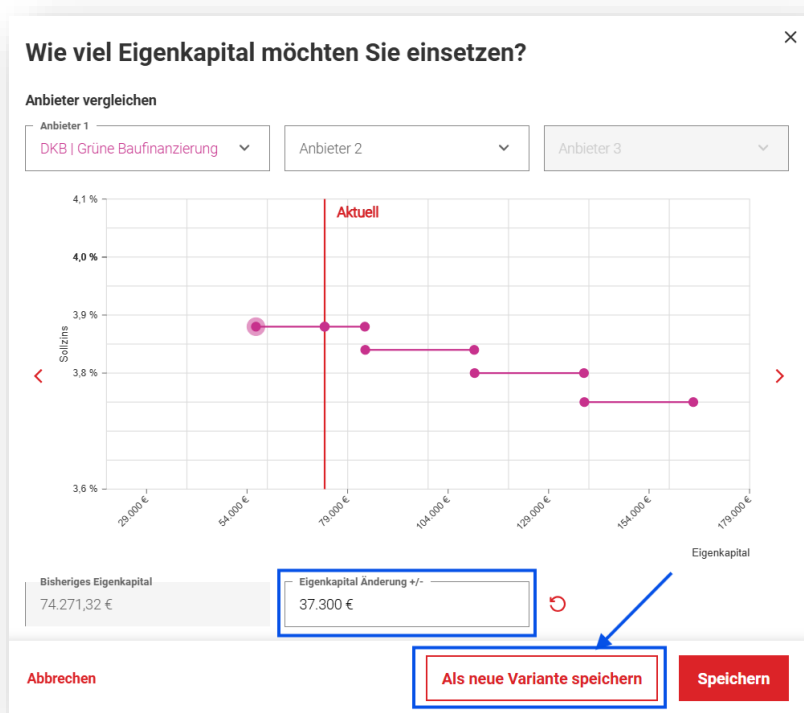 Wie viel Eigenkapital möchten Sie einsetzen?
Anbieter vergleichen
Anbieter 1
DKB | Grüne Baufinanzierung
Anbieter 2
Anbieter 3
4,1 %
Aktuell
4,0 %
3,9 %
Sollzins
3,8 %
3,6 %
29.000 €
54.000 €
79.000 €
104.000 €
129.000 €
154.000 €
179.000 €
Eigenkapital
Bisheriges Eigenkapital
74.271,32 €
Eigenkapital Änderung +/-
37.300 €
Abbrechen
Als neue Variante speichern
Speichern